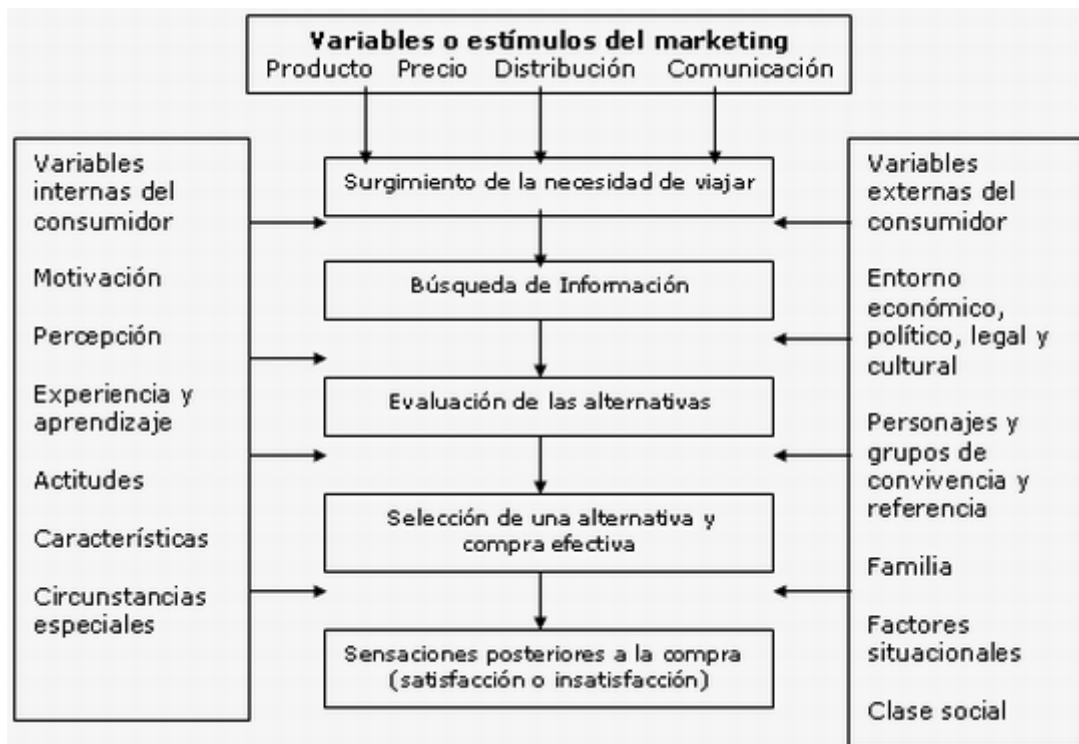 Variables o estímulos del marketing
Producto Precio Distribución Comunicación
Variables
internas del
consumidor
Motivación
Percepción
Experiencia y
aprendizaje
Actitudes
Características
Circunstancias
especiales
Surgimiento de la necesidad de viajar
Búsqueda de Información
Evaluación de las alternativas
Selección de una alternativa y
compra efectiva
Sensaciones posteriores a la compra
(satisfacción o insatisfacción)
Variables
externas del
consumidor
Entorno
económico,
político, legal y
cultural
Personajes y
grupos de
convivencia y
referencia
Familia
Factores
situacionales
Clase social